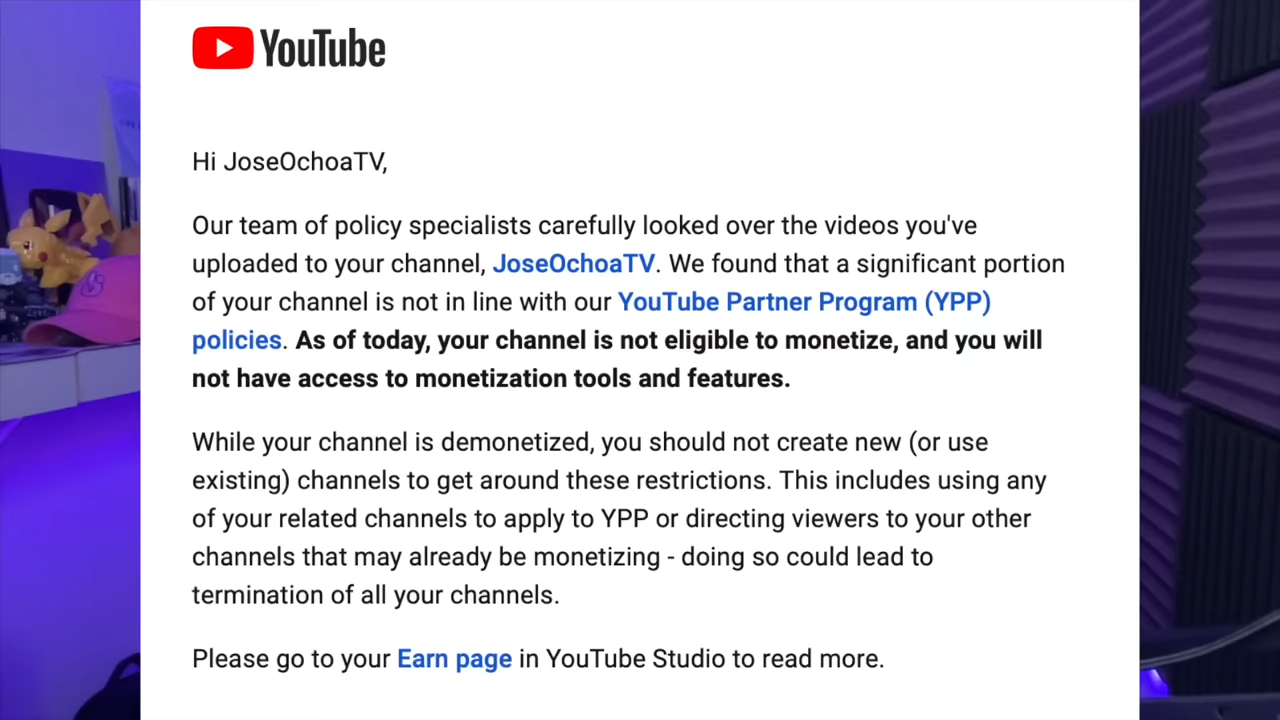 YouTube
Hi JoseOchoaTV,
Our team of policy specialists carefully looked over the videos you've
uploaded to your channel, JoseOchoaTV. We found that a significant portion
of your channel is not in line with our YouTube Partner Program (YPP)
policies. As of today, your channel is not eligible to monetize, and you will
not have access to monetization tools and features.
While your channel is demonetized, you should not create new (or use
existing) channels to get around these restrictions. This includes using any
of your related channels to apply to YPP or directing viewers to your other
channels that may already be monetizing - doing so could lead to
termination of all your channels.
Please go to your Earn page in YouTube Studio to read more.